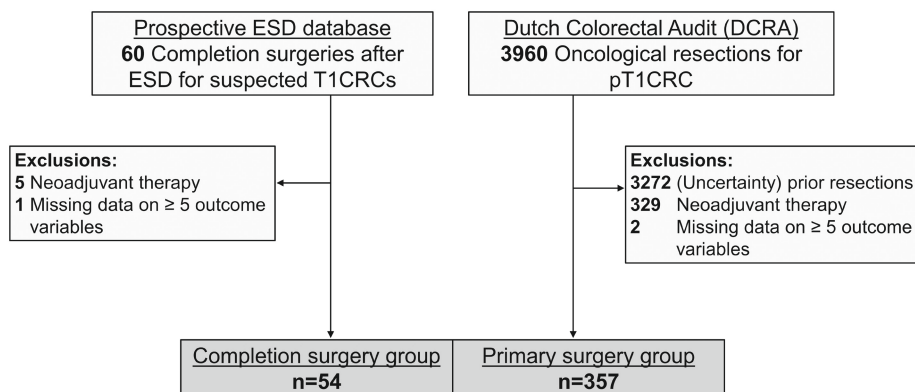 Prospective ESD database
60 Completion surgeries after
ESD for suspected T1CRCs
Dutch Colorectal Audit (DCRA)
3960 Oncological resections for
pT1CRC
Exclusions:
5 Neoadjuvant therapy
1 Missing data on ≥ 5 outcome
variables
Exclusions:
3272 (Uncertainty) prior resections
329 Neoadjuvant therapy
2 Missing data on ≥ 5 outcome
variables
Completion surgery group
n=54
Primary surgery group
n=357